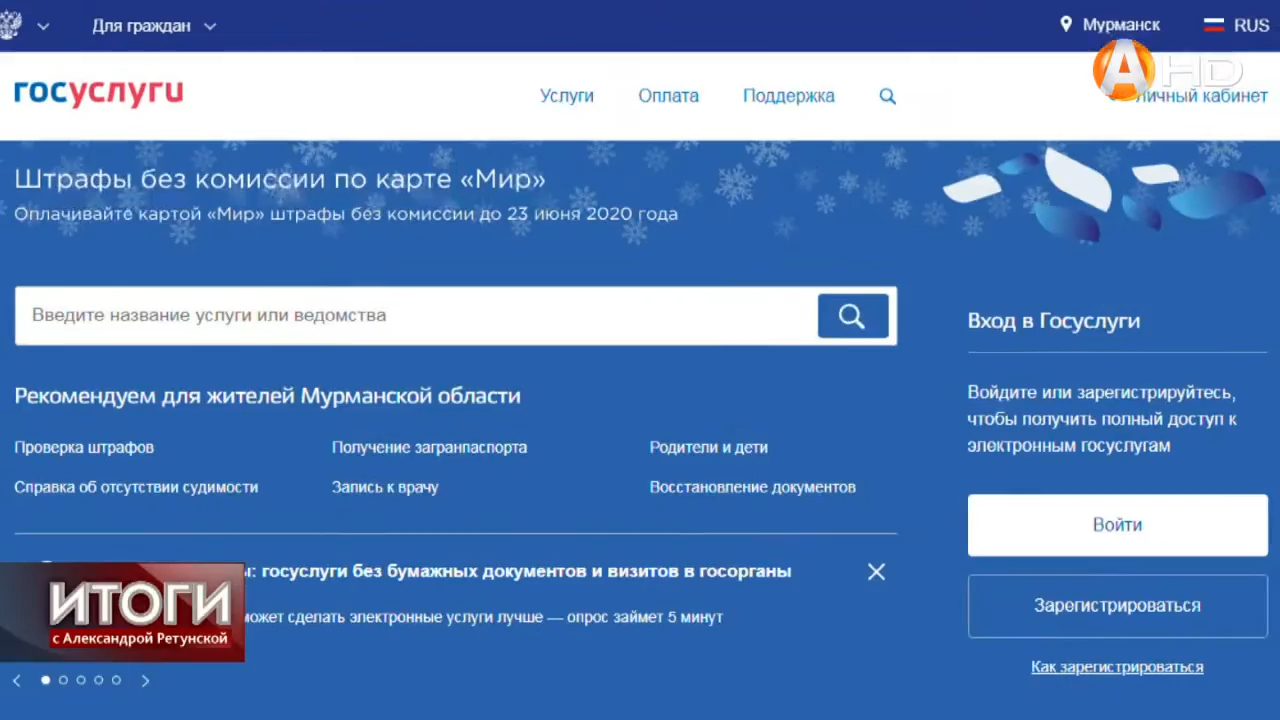 Для граждан
Мурманск
RUS
госуслуги
Услуги
Оплата
Поддержка
Личный кабинет
А HD
Штрафы без комиссии по карте «Мир»
Оплачивайте картой «Мир» штрафы без комиссии до 23 июня 2020 года
Введите название услуги или ведомства
Вход в Госуслуги
Рекомендуем для жителей Мурманской области
Войдите или зарегистрируйтесь,
чтобы получить полный доступ к
электронным госуслугам
Проверка штрафов
Получение загранпаспорта
Родители и дети
Справка об отсутствии судимости
Запись к врачу
Восстановление документов
Войти
госуслуги без бумажных документов и визитов в госорганы
ИТОГИ
с Александрой Ретунской
сделать электронные услуги лучше — опрос займет 5 минут
Зарегистрироваться
Как зарегистрироваться